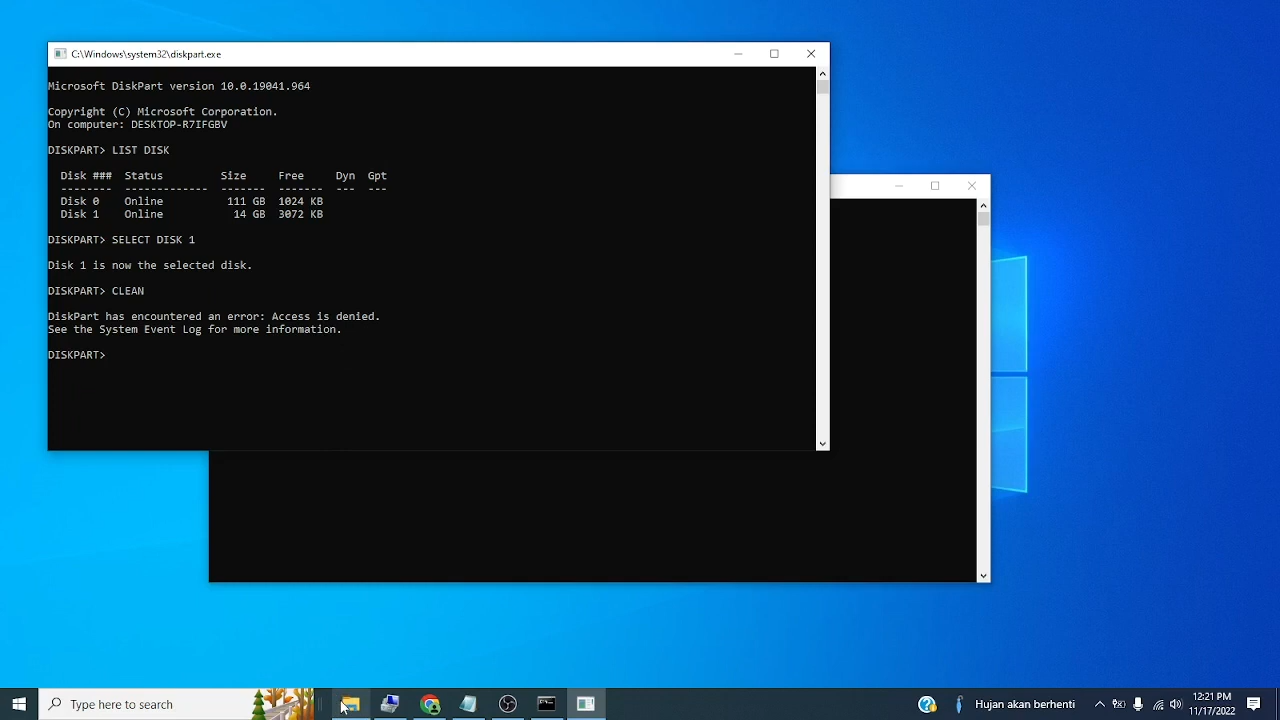 C:\Windows\system32\diskpart.exe
Microsoft DiskPart version 10.0.19041.964
Copyright (C) Microsoft Corporation.
On computer: DESKTOP-R7IFGBV
DISKPART> LIST DISK
Disk ### Status Size Free Dyn Gpt
-------- ------------- ------- ------- --- ---
Disk 0 Online 111 GB 1024 KB
Disk 1 Online 14 GB 3072 KB
DISKPART> SELECT DISK 1
Disk 1 is now the selected disk.
DISKPART> CLEAN
DiskPart has encountered an error: Access is denied.
See the System Event Log for more information.
DISKPART>
Type here to search
Hujan akan berhenti
12:21 PM
11/17/2022